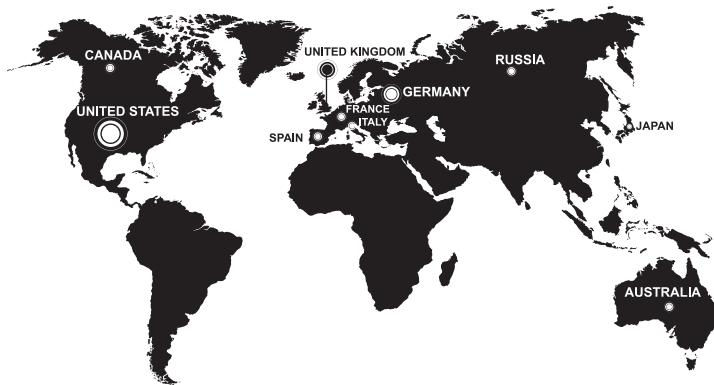 CANADA
UNITED KINGDOM
RUSSIA
GERMANY
UNITED STATES
FRANCE
ITALY
SPAIN
JAPAN
AUSTRALIA